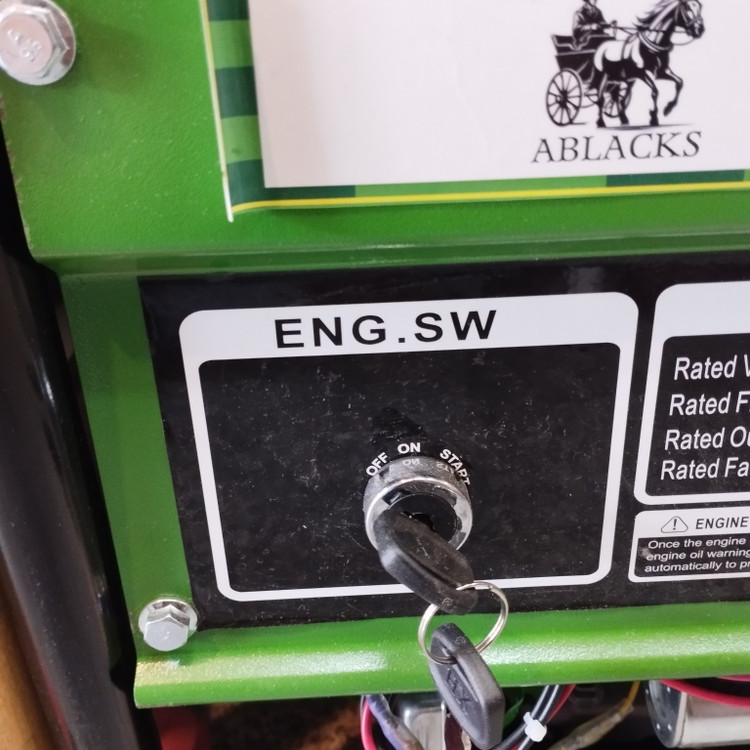 ABLACKS
ENG.SW
OFF ON START
Rated
Rated
Rated
Rated
ENGINE
Once the engine
engine oil warning
automatically to